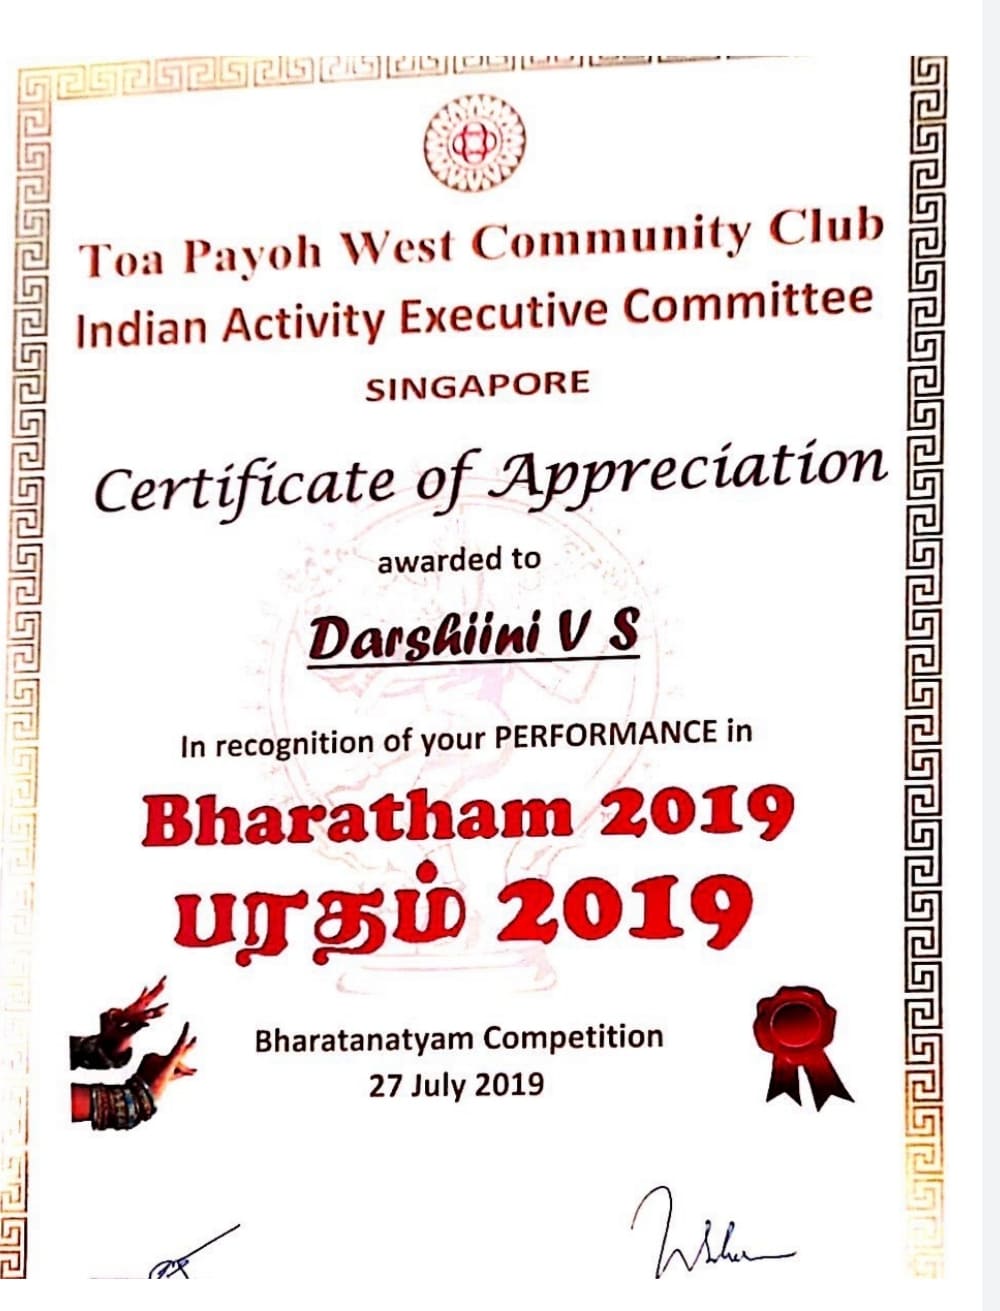 Toa Payoh West Community Club
Indian Activity Executive Committee
SINGAPORE
Certificate of Appreciation
awarded to
Darshiini V S
In recognition of your PERFORMANCE in
Bharatham 2019
பரதம் 2019
Bharatanatyam Competition
27 July 2019